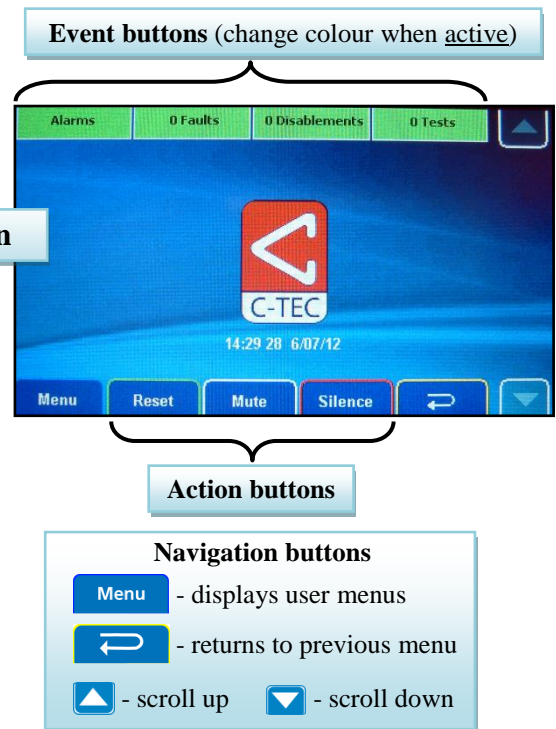 Event buttons (change colour when active)
Alarms 0 Faults 0 Disablements 0 Tests
n
C-TEC
14:29 28 6/07/12
Menu Reset Mute Silence
Action buttons
Navigation buttons
Menu - displays user menus
- returns to previous menu
- scroll up - scroll down